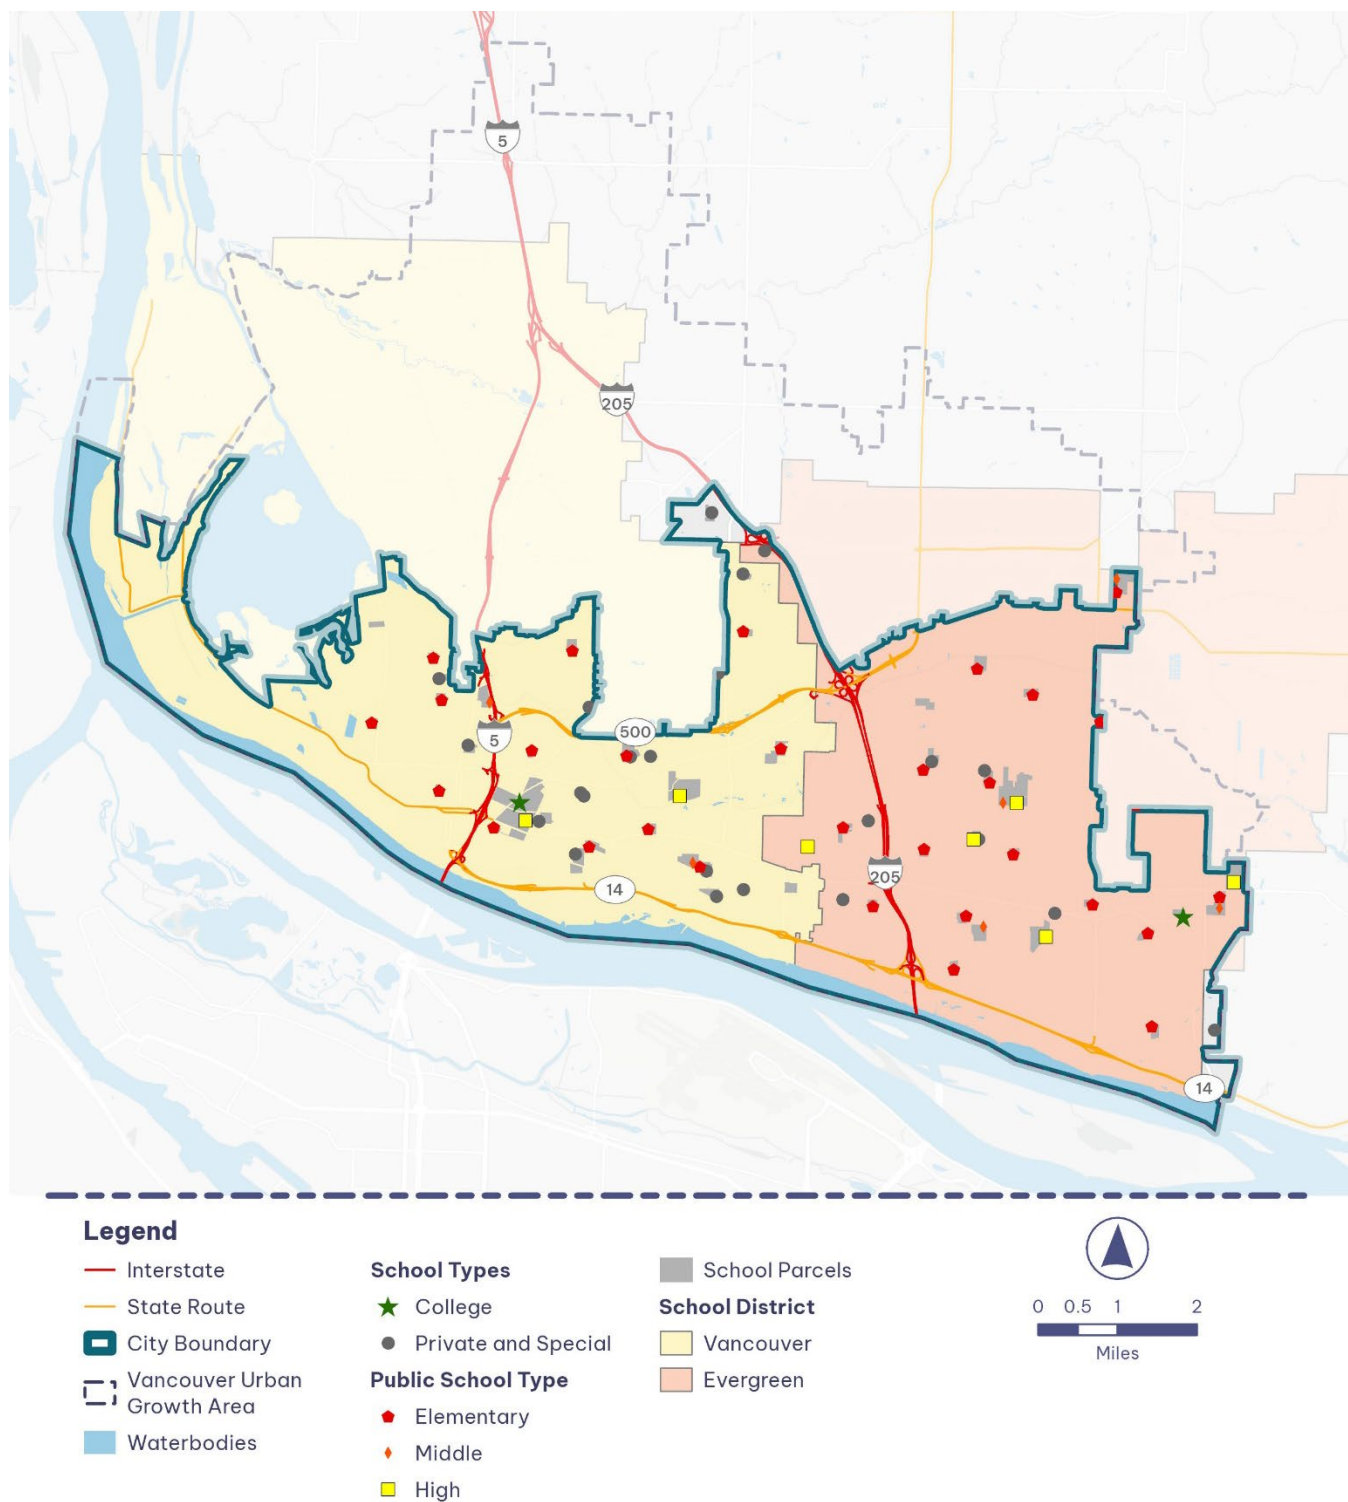 5
205
500
5
14
205
14
Legend
Interstate
State Route
City Boundary
Vancouver Urban
Growth Area
Waterbodies
School Types
College
Private and Special
Public School Type
Elementary
Middle
High
School Parcels
School District
Vancouver
Evergreen
0 0.5 1 2
Miles